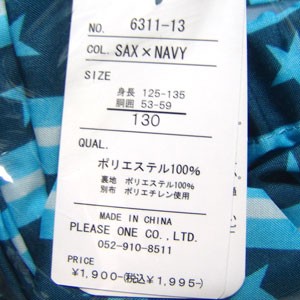 NO. 6311-13
COL. SAX×NAVY
SIZE
身長 125-135
胴囲 53-59
130
QUAL.
ポリエステル100%
裏地 ポリエステル100%
別布 ポリエチレン使用
MADE IN CHINA
PLEASE ONE CO., LTD.
052-910-8511
PRICE
¥1,900-(税込¥1,995-)